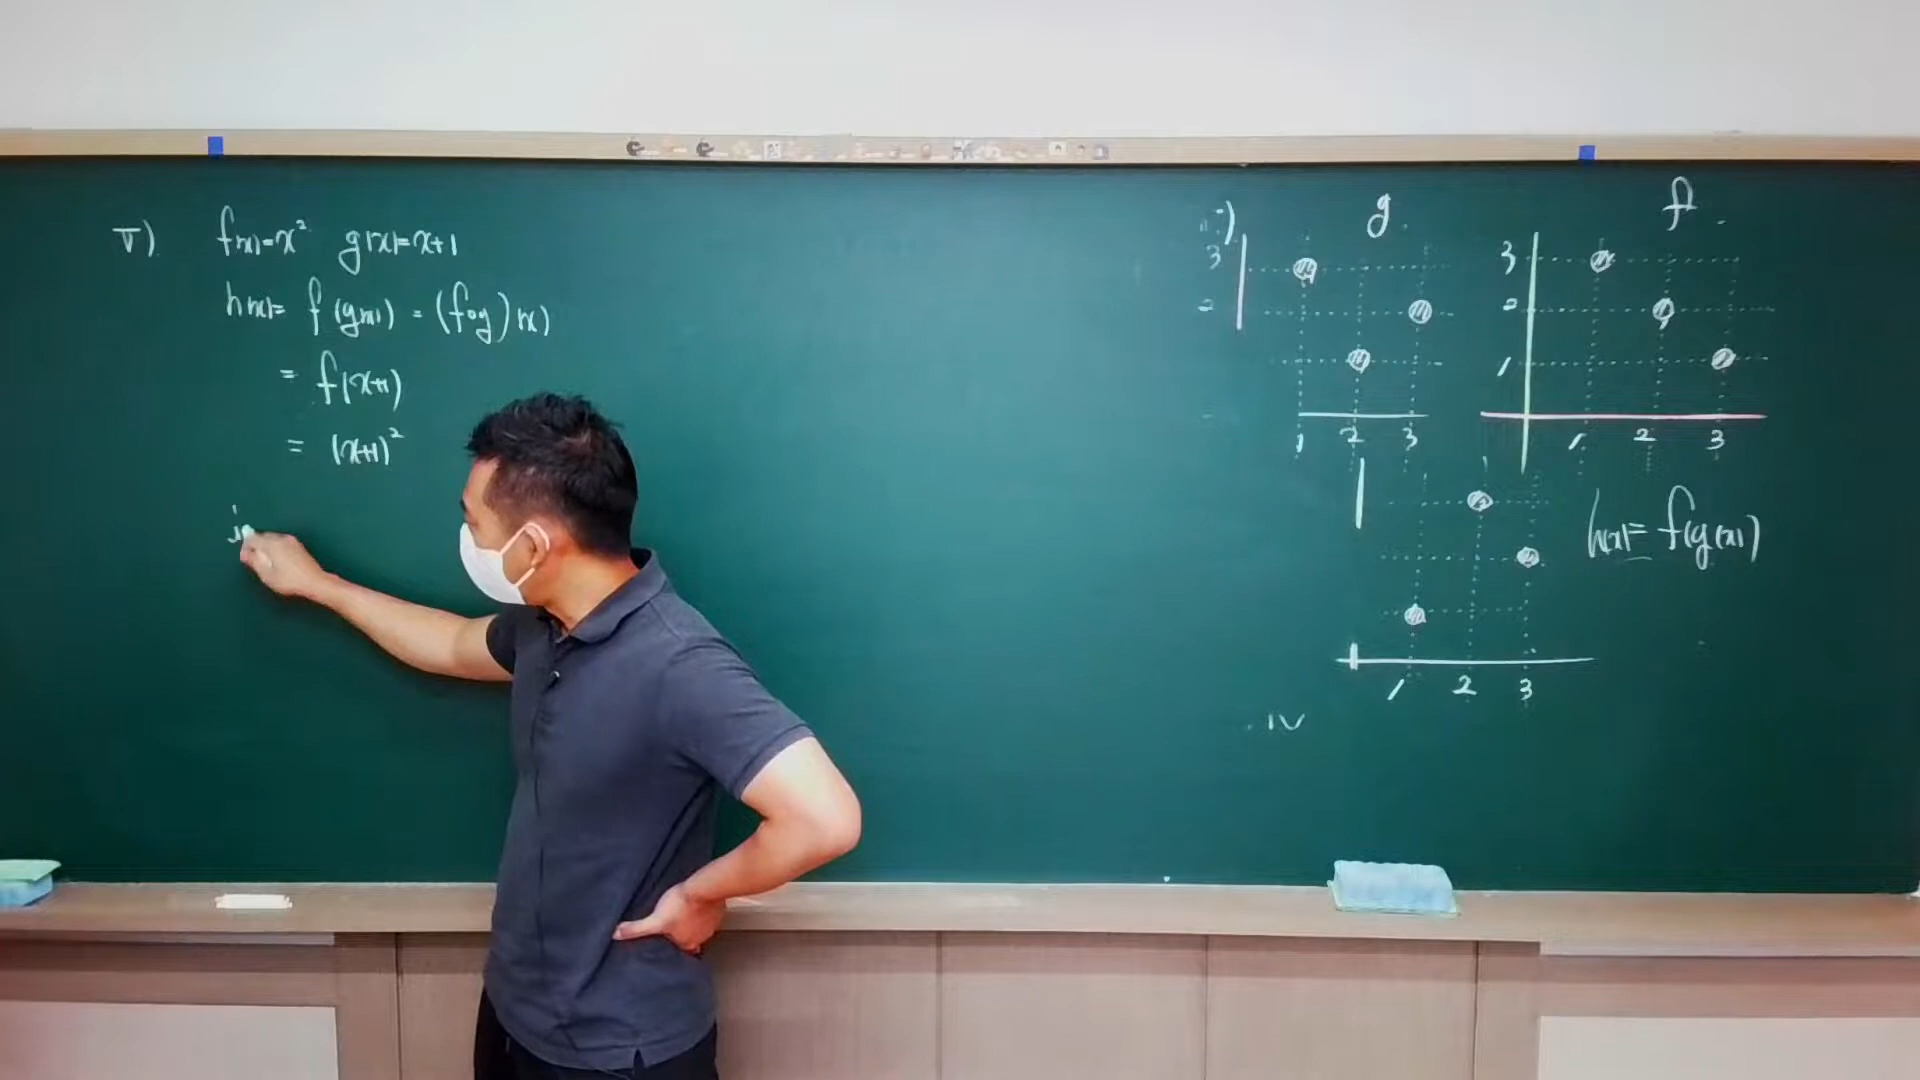 V) f(x)=x² g(x)=x+1
h(x)= f(g(x)) = (f∘g)(x)
= f(x+1)
= (x+1)²
g
3
2
1 2 3
3
2
1
1 2 3
h(x)= f(g(x))
1 2 3
iv